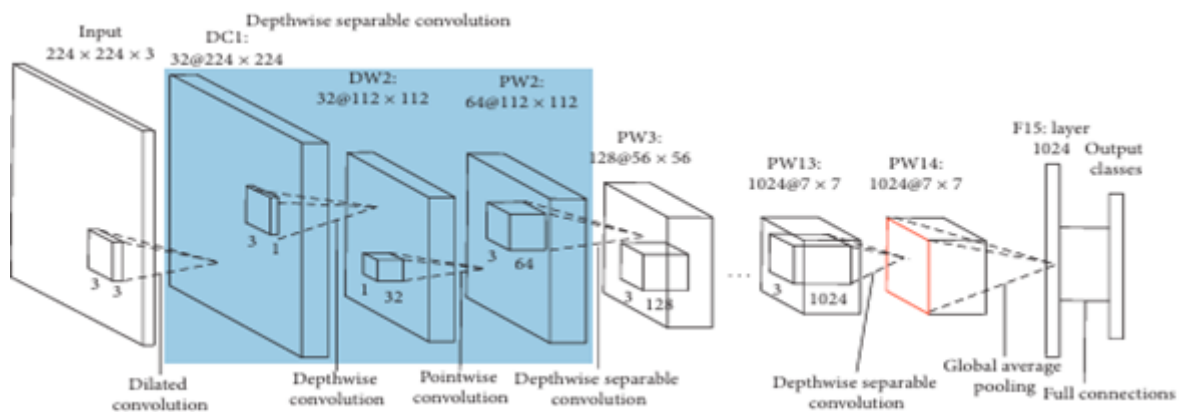 Depthwise separable convolution
Input
224 × 224 × 3
DC1:
32@224 × 224
DW2:
32@112 × 112
PW2:
64@112 × 112
PW3:
128@56 × 56
PW13:
1024@7 × 7
PW14:
1024@7 × 7
F15: layer
1024
Output
classes
3 3
3 1
1 32
3 64
3 128
...
3 1024
Dilated
convolution
Depthwise
convolution
Pointwise
convolution
Depthwise separable
convolution
Depthwise separable
convolution
Global average
pooling
Full connections